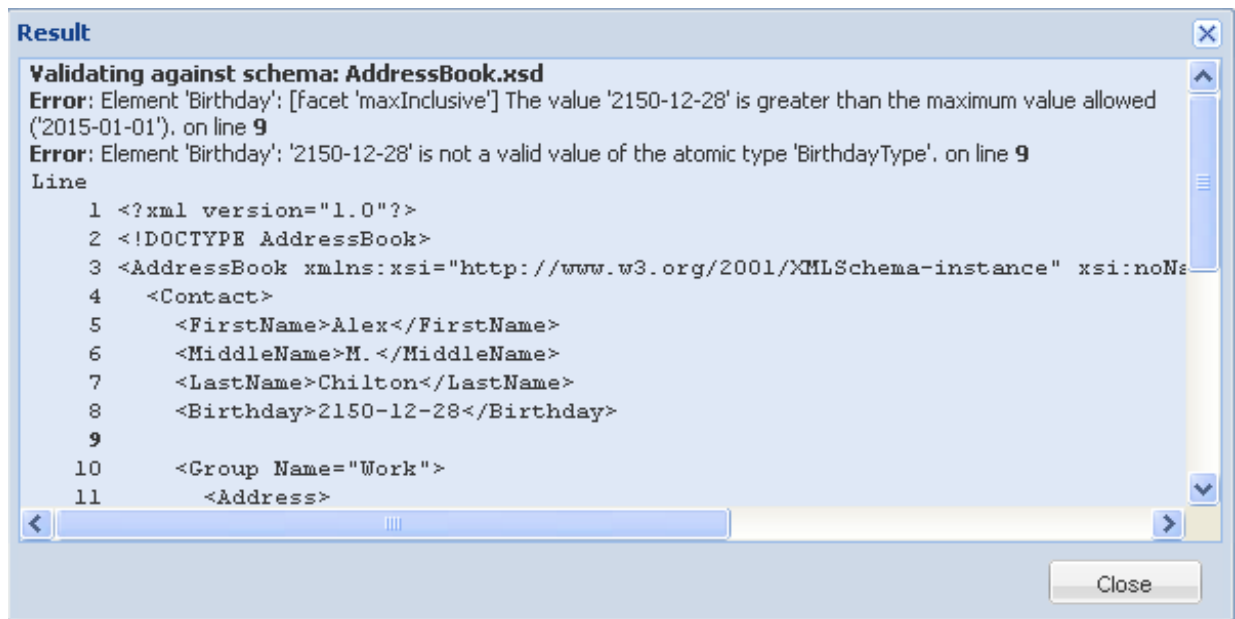 Result
Validating against schema: AddressBook.xsd
Error: Element 'Birthday': [facet 'maxInclusive'] The value '2150-12-28' is greater than the maximum value allowed
('2015-01-01'). on line 9
Error: Element 'Birthday': '2150-12-28' is not a valid value of the atomic type 'BirthdayType'. on line 9
Line
1 <?xml version="1.0"?>
2 <!DOCTYPE AddressBook>
3 <AddressBook xmlns:xsi="http://www.w3.org/2001/XMLSchema-instance" xsi:noNa
4 <Contact>
5 <FirstName>Alex</FirstName>
6 <MiddleName>M.</MiddleName>
7 <LastName>Chilton</LastName>
8 <Birthday>2150-12-28</Birthday>
9
10 <Group Name="Work">
11 <Address>
Close